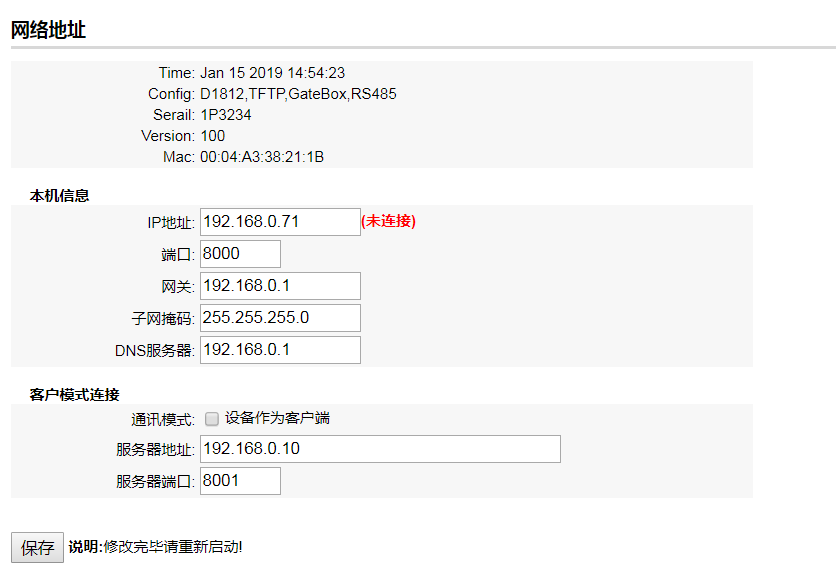 网络地址
Time: Jan 15 2019 14:54:23
Config: D1812,TFTP,GateBox,RS485
Serail: 1P3234
Version: 100
Mac: 00:04:A3:38:21:1B
本机信息
IP地址: 192.168.0.71 (未连接)
端口: 8000
网关: 192.168.0.1
子网掩码: 255.255.255.0
DNS服务器: 192.168.0.1
客户模式连接
通讯模式: 设备作为客户端
服务器地址: 192.168.0.10
服务器端口: 8001
保存 说明:修改完毕请重新启动!